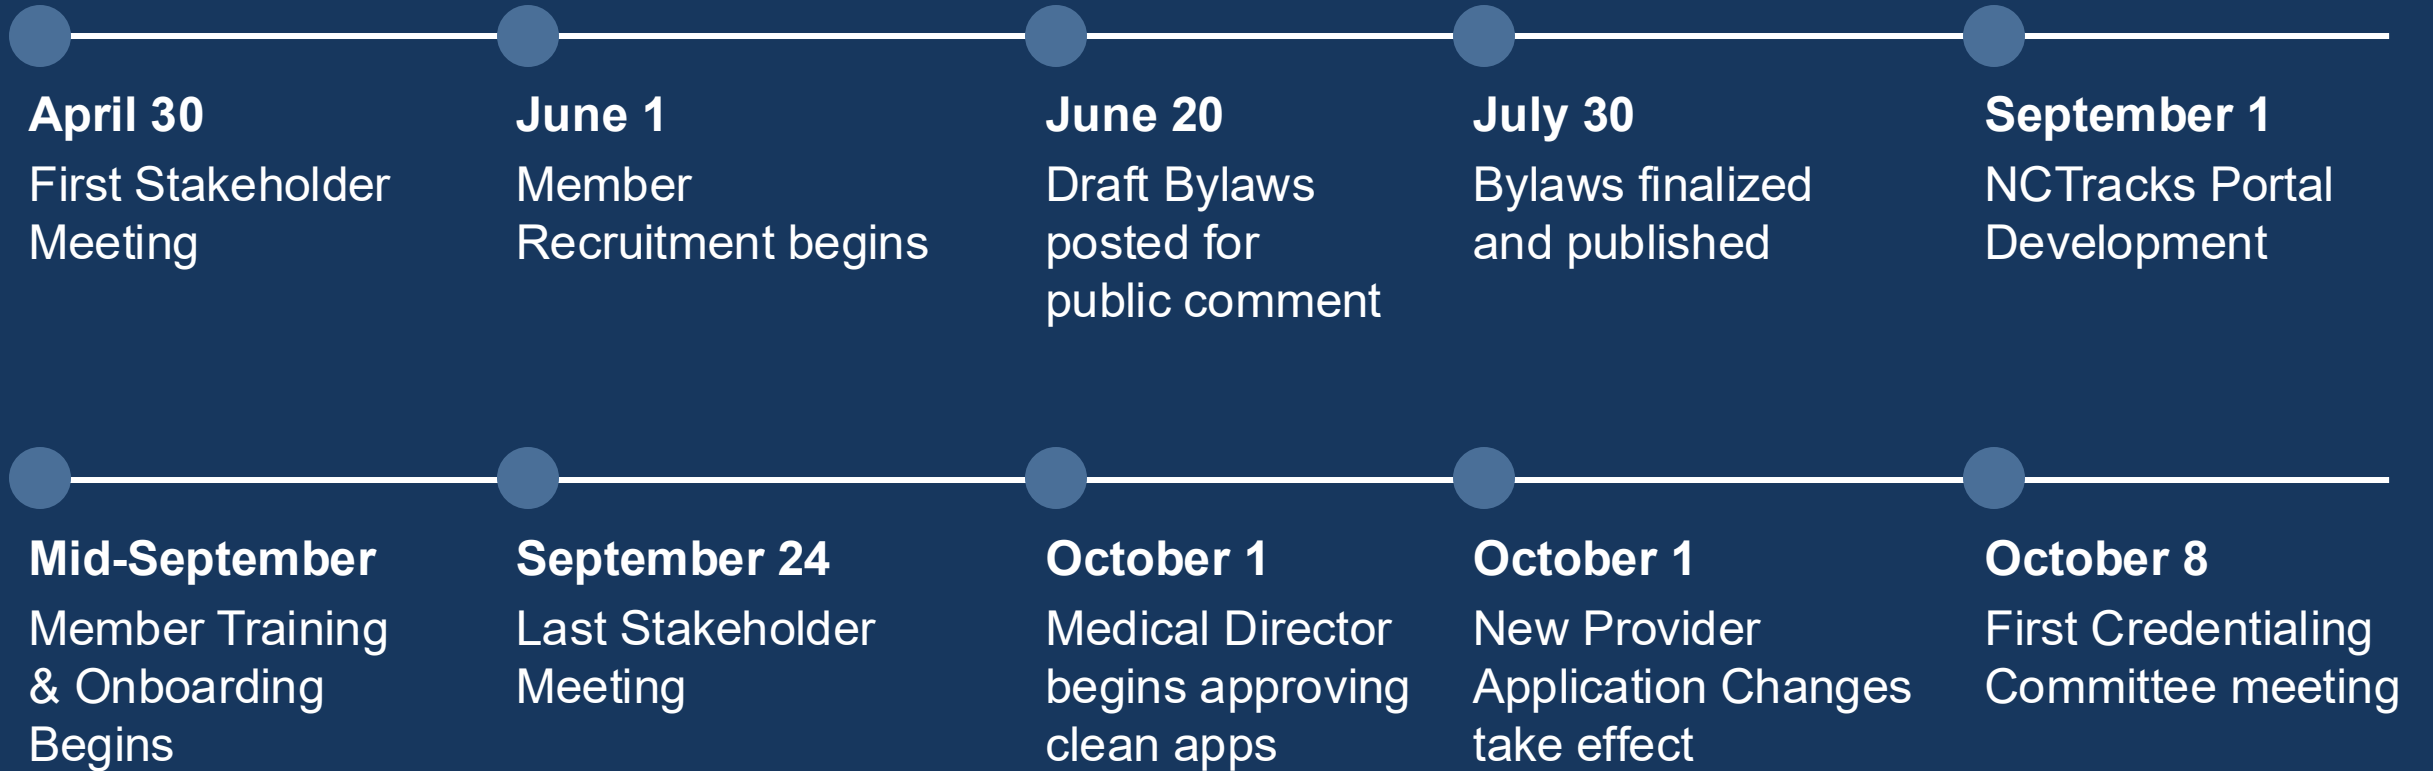 April 30
First Stakeholder
Meeting
June 1
Member
Recruitment begins
June 20
Draft Bylaws
posted for
public comment
July 30
Bylaws finalized
and published
September 1
NCTracks Portal
Development
Mid-September
Member Training
& Onboarding
Begins
September 24
Last Stakeholder
Meeting
October 1
Medical Director
begins approving
clean apps
October 1
New Provider
Application Changes
take effect
October 8
First Credentialing
Committee meeting